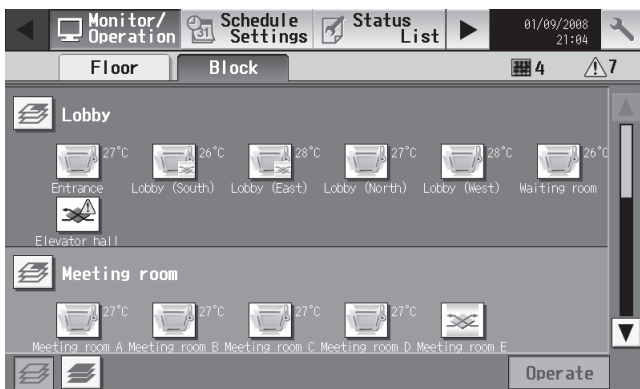 Monitor/ Schedule Status 01/09/2008
Operation 31 Settings List 21:04
Floor Block 4 7
Lobby
27°C 26°C 28°C 27°C 28°C 26°C
Entrance Lobby (South) Lobby (East) Lobby (North) Lobby (West) Waiting room
Elevator hall
Meeting room
27°C 27°C 27°C 27°C
Meeting room A Meeting room B Meeting room C Meeting room D Meeting room E
Operate